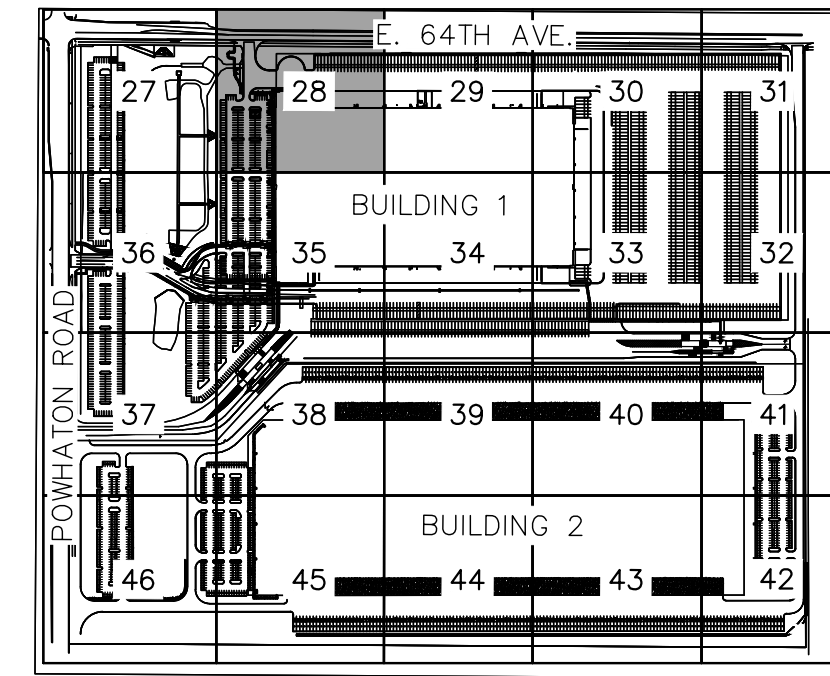 E. 64TH AVE.
27 28 29 30 31
BUILDING 1
36 35 34 33 32
POWHATON ROAD
37 38 39 40 41
BUILDING 2
46 45 44 43 42